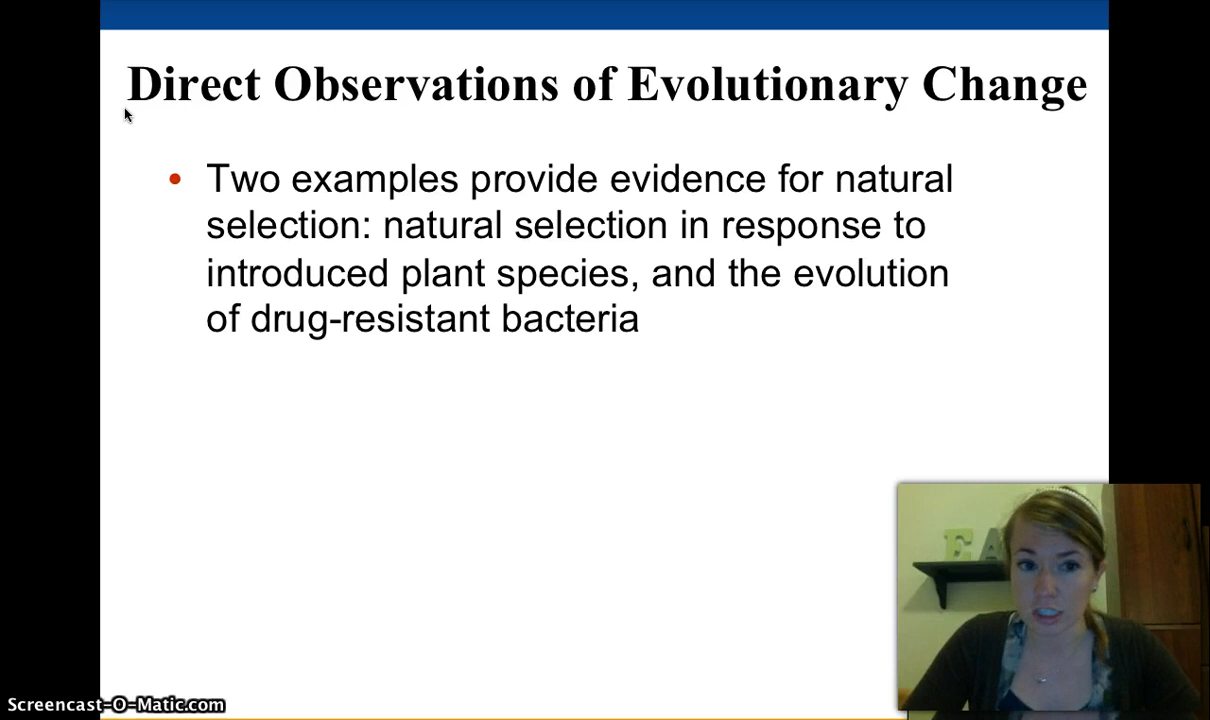 Direct Observations of Evolutionary Change
• Two examples provide evidence for natural
selection: natural selection in response to
introduced plant species, and the evolution
of drug-resistant bacteria
E A
Screencast-O-Matic.com